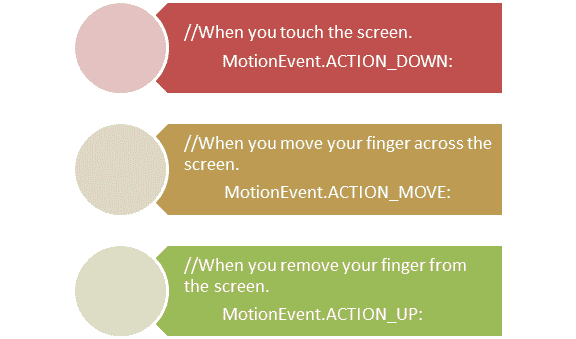 //When you touch the screen.
MotionEvent.ACTION_DOWN:
//When you move your finger across the
screen.
MotionEvent.ACTION_MOVE:
//When you remove your finger from
the screen.
MotionEvent.ACTION_UP: